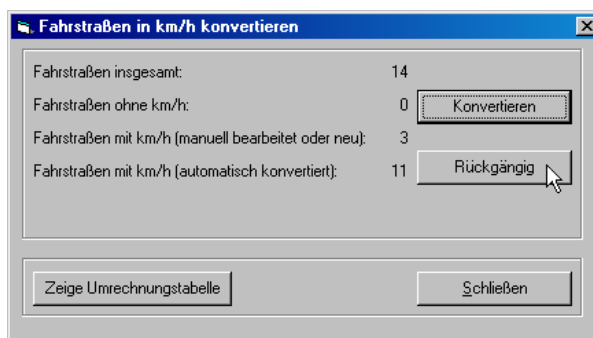 Fahrstraßen in km/h konvertieren
Fahrstraßen insgesamt: 14
Fahrstraßen ohne km/h: 0 Konvertieren
Fahrstraßen mit km/h (manuell bearbeitet oder neu): 3
Fahrstraßen mit km/h (automatisch konvertiert): 11 Rückgängig
Zeige Umrechnungstabelle Schließen